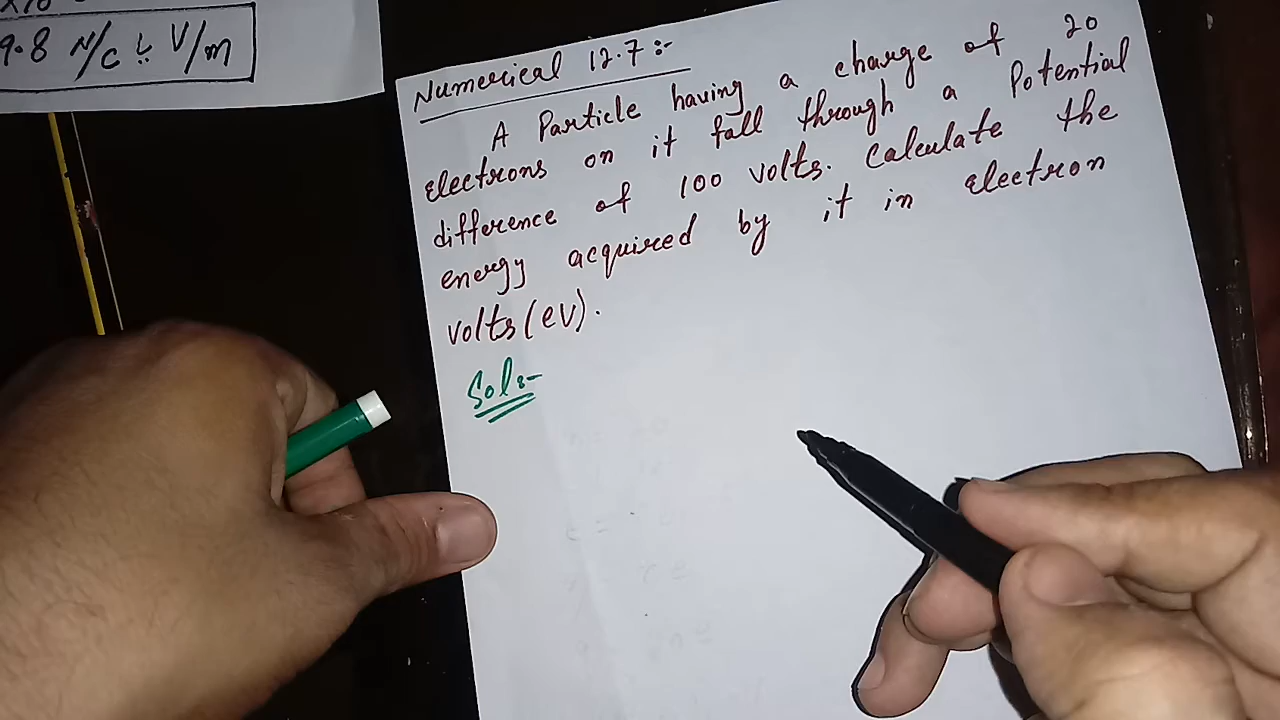 9.8 N/C & V/m
Numerical 12.7:-
A Particle having a charge of 20
electrons on it fall through a Potential
difference of 100 volts. Calculate the
energy acquired by it in electron
volts (eV).
Sol:-